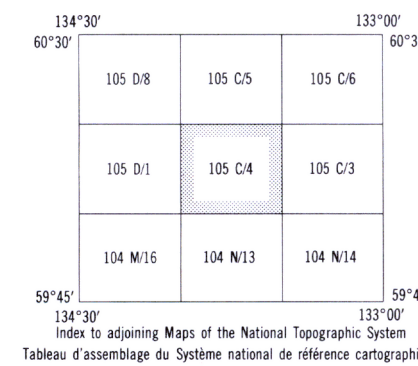 134°30′ 133°00′
60°30′ 60°3
105 D/8 105 C/5 105 C/6
105 D/1 105 C/4 105 C/3
104 M/16 104 N/13 104 N/14
59°45′ 59°4
134°30′ 133°00′
Index to adjoining Maps of the National Topographic System
Tableau d'assemblage du Système national de référence cartographi